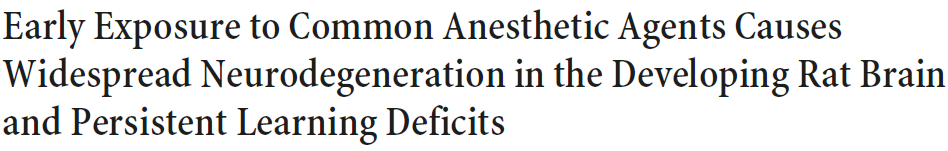 Early Exposure to Common Anesthetic Agents Causes
Widespread Neurodegeneration in the Developing Rat Brain
and Persistent Learning Deficits